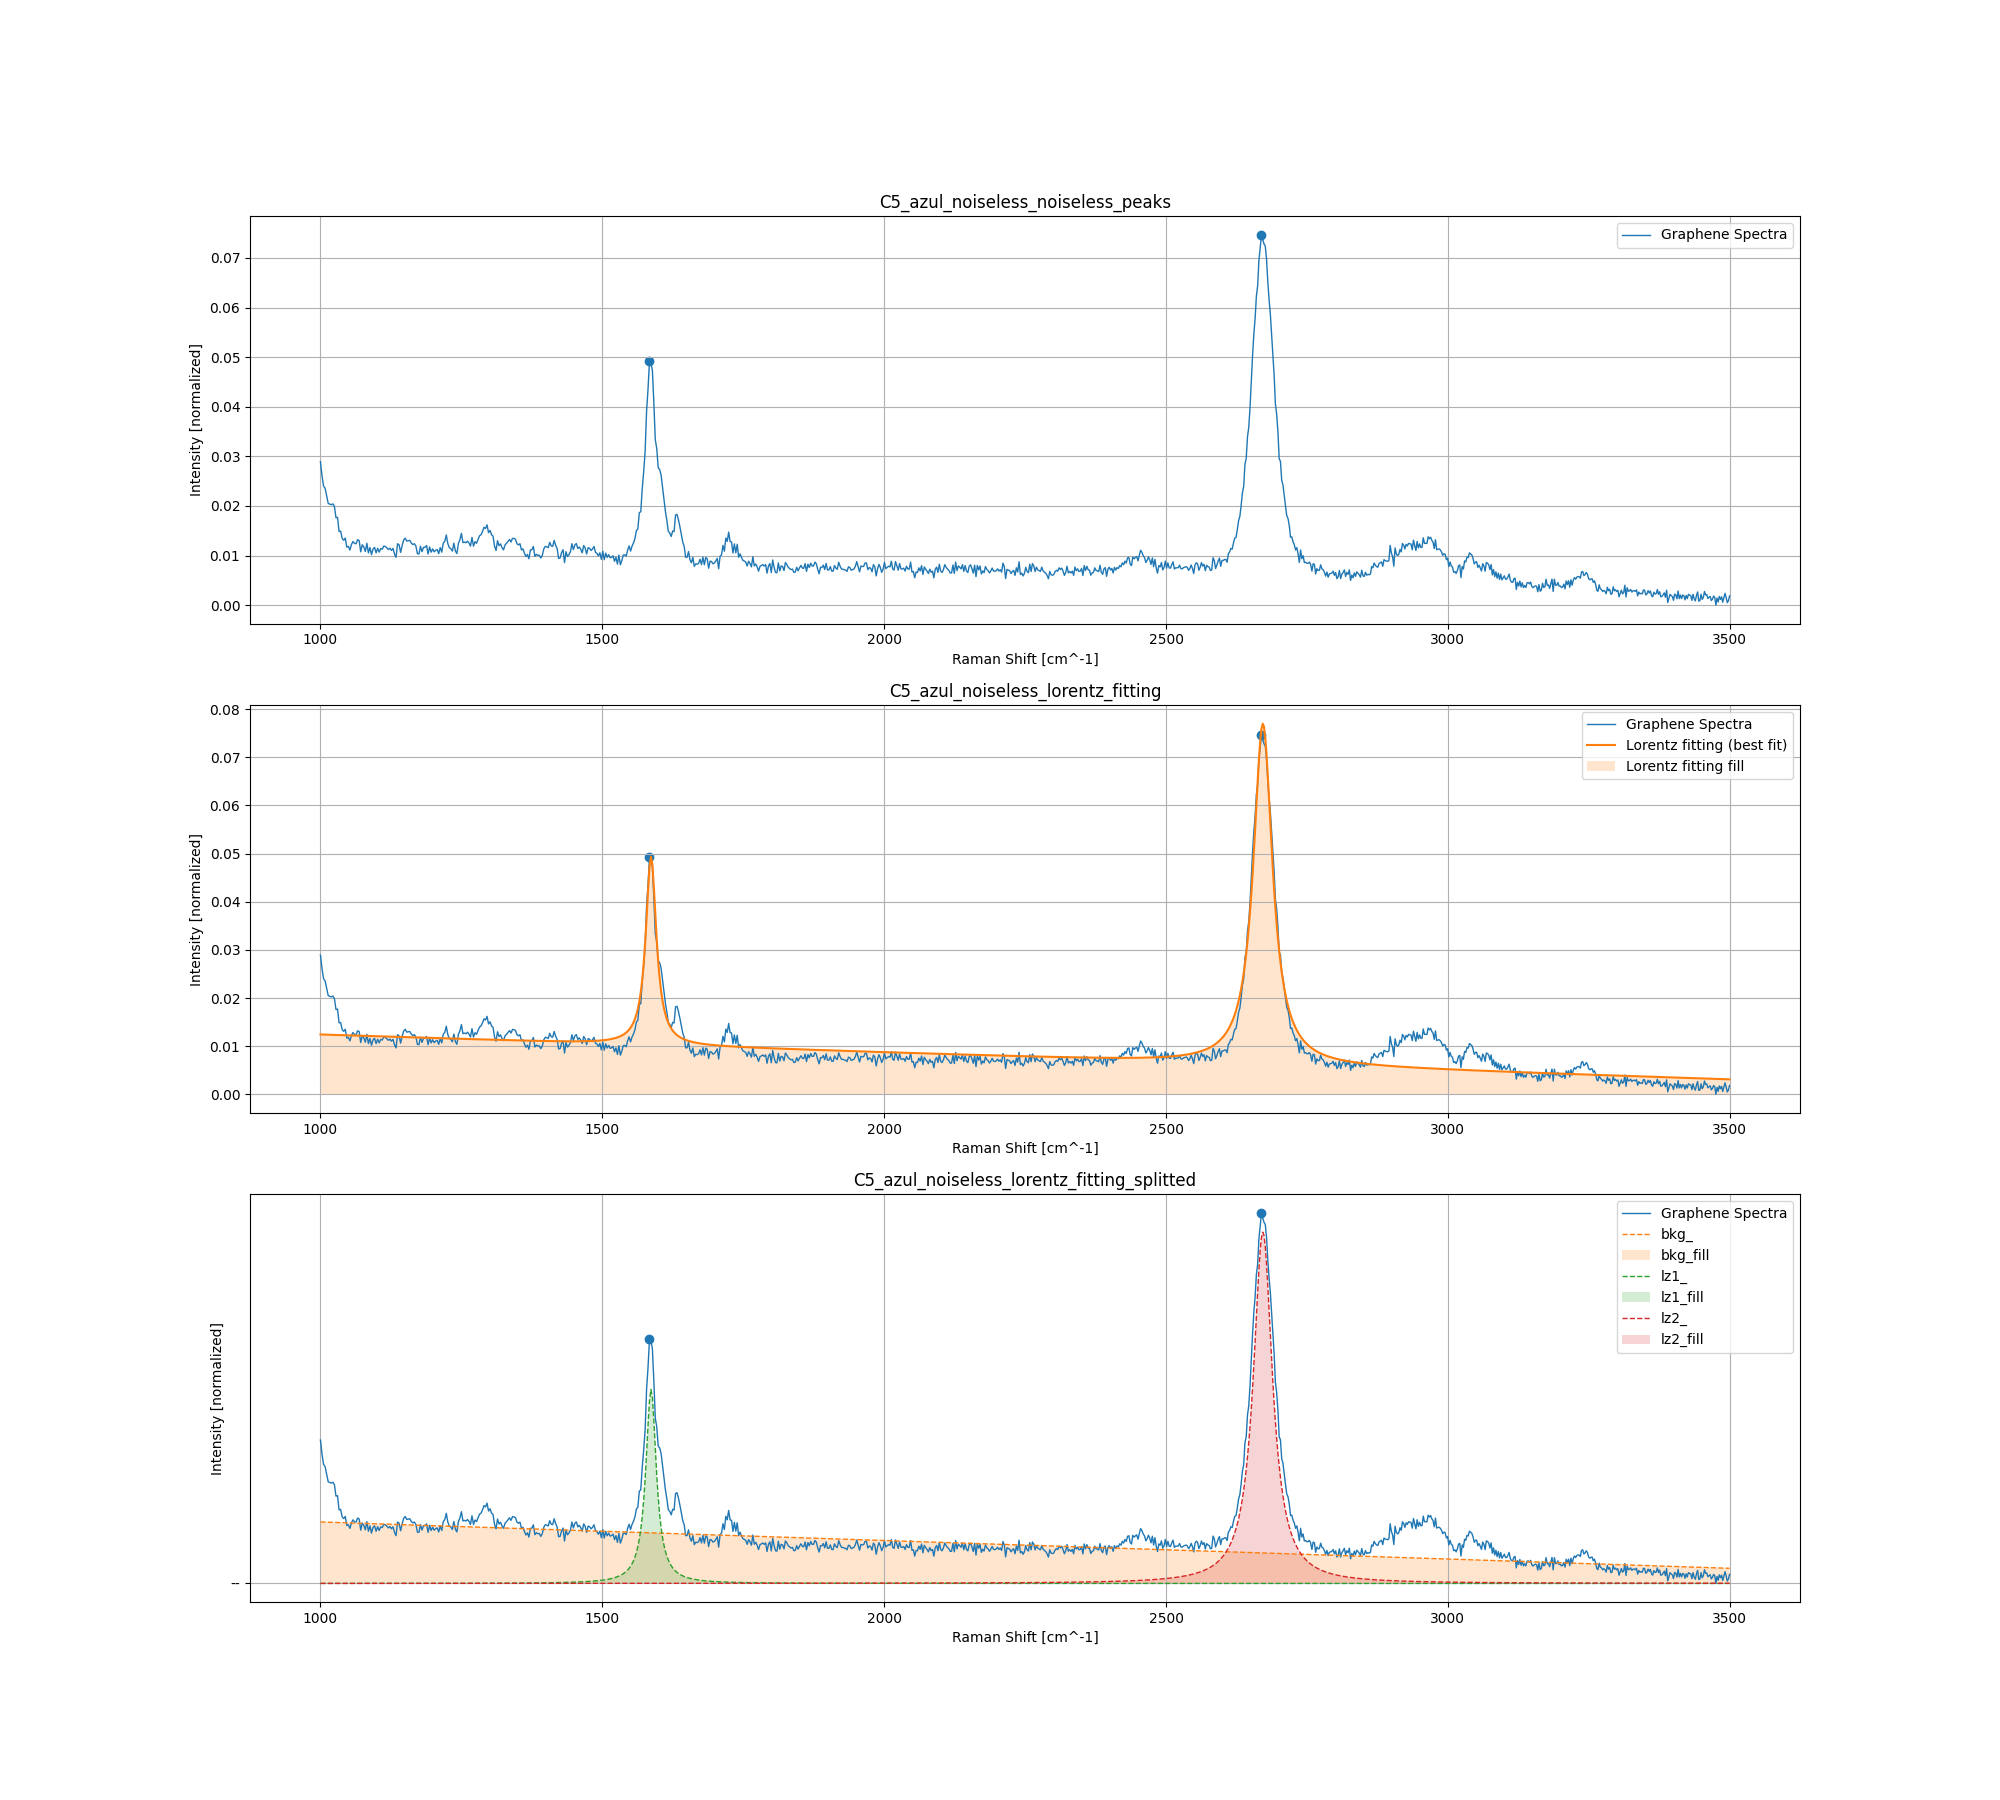 C5_azul_noiseless_noiseless_peaks
Graphene Spectra
0.07
0.06
0.05
0.04
0.03
0.02
0.01
0.00
Intensity [normalized]
1000 1500 2000 2500 3000 3500
Raman Shift [cm^-1]
C5_azul_noiseless_lorentz_fitting
Graphene Spectra
Lorentz fitting (best fit)
Lorentz fitting fill
0.08
0.07
0.06
0.05
0.04
0.03
0.02
0.01
0.00
Intensity [normalized]
1000 1500 2000 2500 3000 3500
Raman Shift [cm^-1]
C5_azul_noiseless_lorentz_fitting_splitted
Graphene Spectra
bkg_
bkg_fill
lz1_
lz1_fill
lz2_
lz2_fill
Intensity [normalized]
--
1000 1500 2000 2500 3000 3500
Raman Shift [cm^-1]